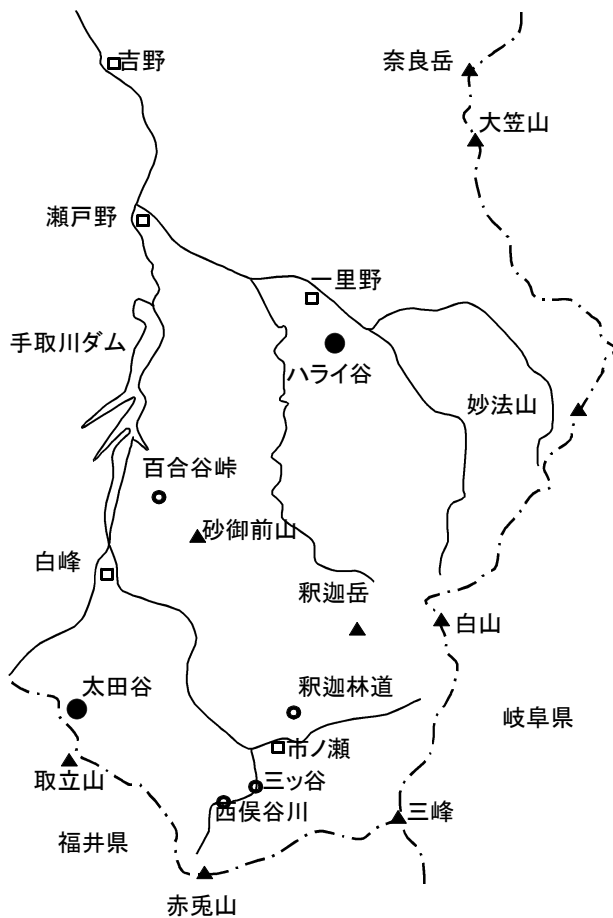 吉野
奈良岳
大笠山
瀬戸野
一里野
手取川ダム
ハライ谷
妙法山
百合谷峠
砂御前山
白峰
釈迦岳
白山
太田谷
釈迦林道
岐阜県
市ノ瀬
取立山
三ッ谷
西俣谷川
三峰
福井県
赤兎山